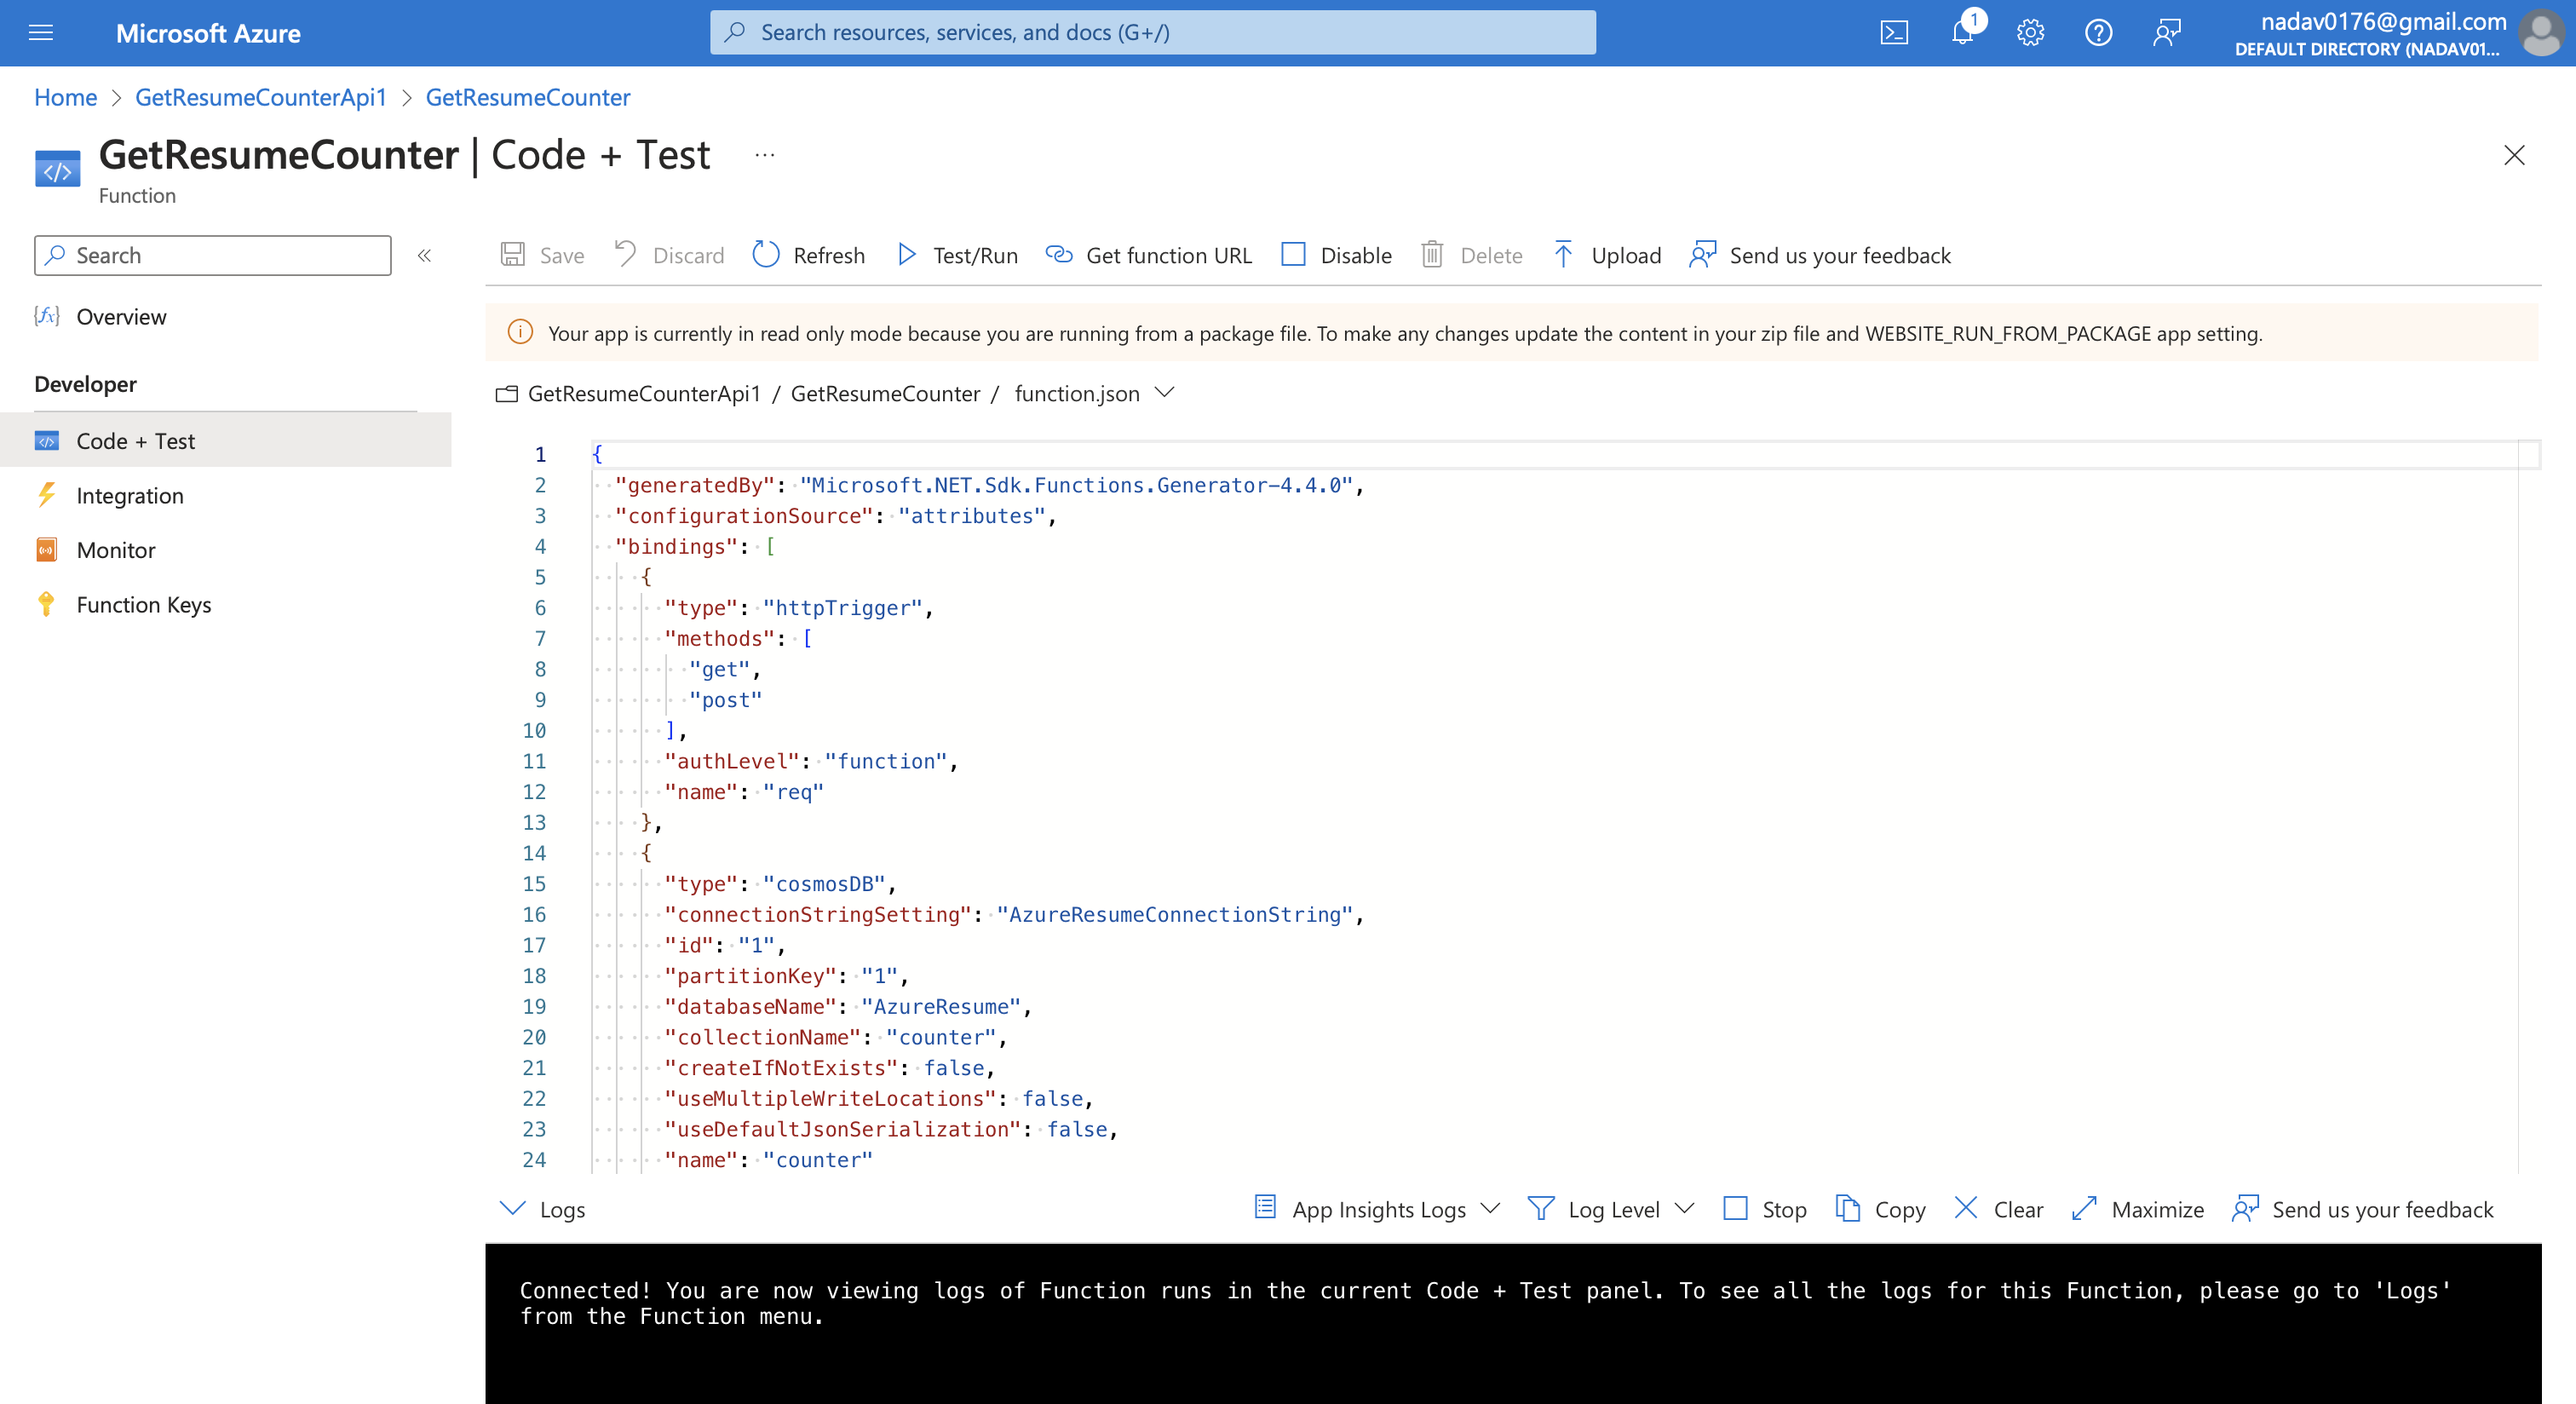 Microsoft Azure
Search resources, services, and docs (G+/)
1
nadav0176@gmail.com
DEFAULT DIRECTORY (NADAV01...
Home > GetResumeCounterApi1 > GetResumeCounter
GetResumeCounter | Code + Test ...
Function
Search
«
Save Discard Refresh Test/Run Get function URL Disable Delete Upload Send us your feedback
Overview
Developer
Code + Test
Integration
Monitor
Function Keys
Your app is currently in read only mode because you are running from a package file. To make any changes update the content in your zip file and WEBSITE_RUN_FROM_PACKAGE app setting.
GetResumeCounterApi1 / GetResumeCounter / function.json
1 {
2 "generatedBy": "Microsoft.NET.Sdk.Functions.Generator-4.4.0",
3 "configurationSource": "attributes",
4 "bindings": [
5 {
6 "type": "httpTrigger",
7 "methods": [
8 "get",
9 "post"
10 ],
11 "authLevel": "function",
12 "name": "req"
13 },
14 {
15 "type": "cosmosDB",
16 "connectionStringSetting": "AzureResumeConnectionString",
17 "id": "1",
18 "partitionKey": "1",
19 "databaseName": "AzureResume",
20 "collectionName": "counter",
21 "createIfNotExists": false,
22 "useMultipleWriteLocations": false,
23 "useDefaultJsonSerialization": false,
24 "name": "counter"
Logs
App Insights Logs Log Level Stop Copy Clear Maximize Send us your feedback
Connected! You are now viewing logs of Function runs in the current Code + Test panel. To see all the logs for this Function, please go to 'Logs'
from the Function menu.